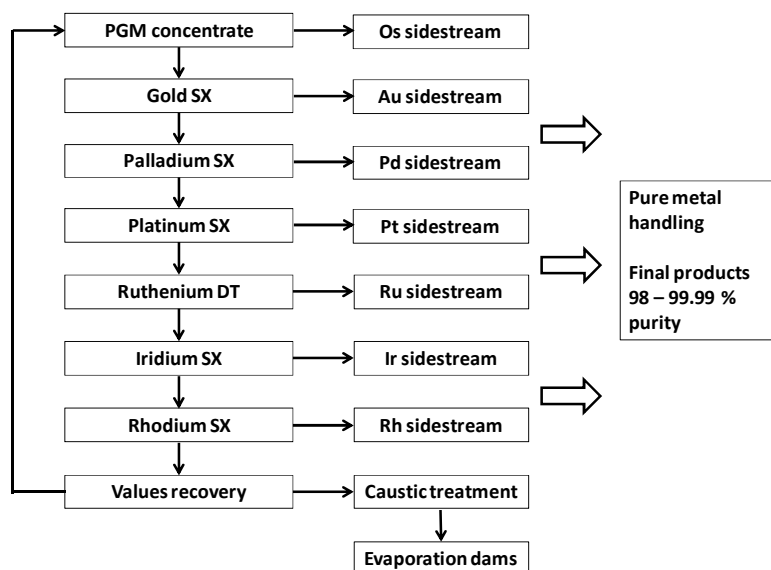 PGM concentrate
Os sidestream
Gold SX
Au sidestream
Palladium SX
Pd sidestream
Platinum SX
Pt sidestream
Ruthenium DT
Ru sidestream
Iridium SX
Ir sidestream
Rhodium SX
Rh sidestream
Values recovery
Caustic treatment
Evaporation dams
Pure metal
handling
Final products
98 – 99.99 %
purity